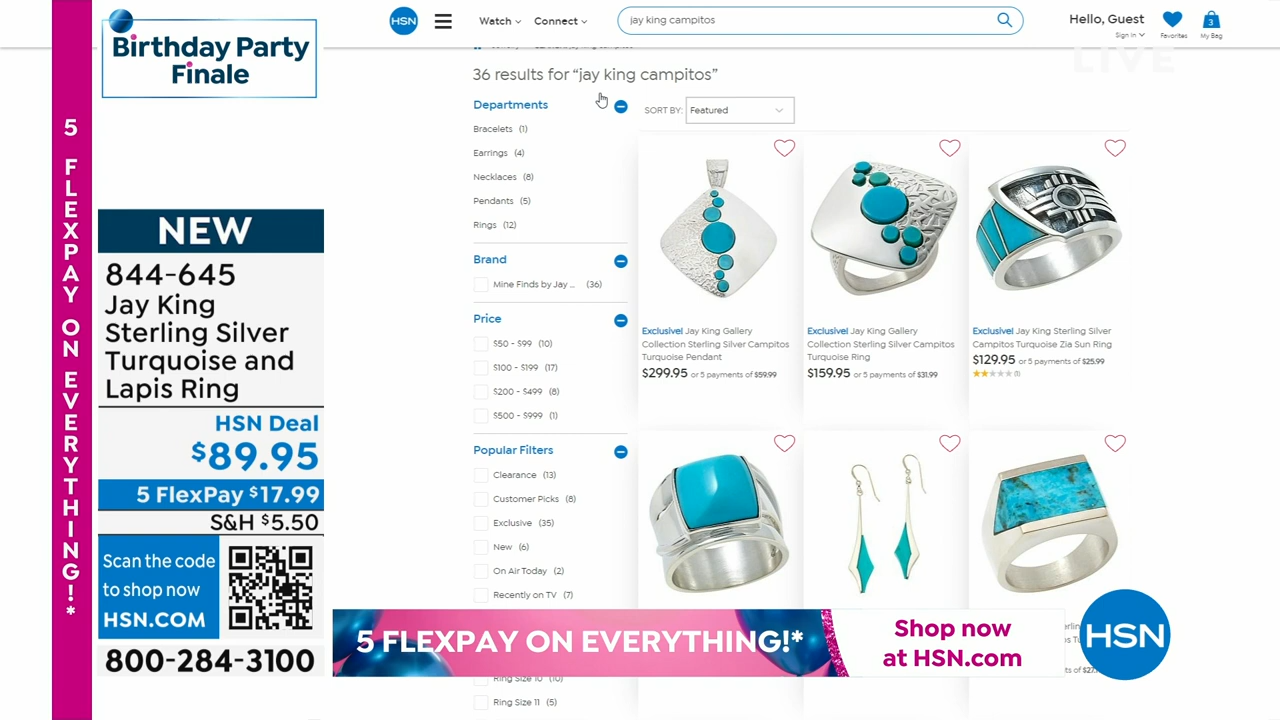 Birthday Party
Finale
5 FLEXPAY ON EVERYTHING!*
NEW
844-645
Jay King
Sterling Silver
Turquoise and
Lapis Ring
HSN Deal
$89.95
5 FlexPay $17.99
S&H $5.50
Scan the code
to shop now
HSN.COM
800-284-3100
HSN
Watch
Connect
jay king campitos
Hello, Guest
Sign In
Favorites
3
My Bag
LIVE
36 results for “jay king campitos”
Departments
Bracelets (1)
Earrings (4)
Necklaces (8)
Pendants (5)
Rings (12)
Brand
Mine Finds by Jay ... (36)
Price
$50 - $99 (10)
$100 - $199 (17)
$200 - $499 (8)
$500 - $999 (1)
Popular Filters
Clearance (13)
Customer Picks (8)
Exclusive (35)
New (6)
On Air Today (2)
Recently on TV (7)
Ring Size 10 (10)
Ring Size 11 (5)
SORT BY: Featured
Exclusive! Jay King Gallery
Collection Sterling Silver Campitos
Turquoise Pendant
$299.95 or 5 payments of $59.99
Exclusive! Jay King Gallery
Collection Sterling Silver Campitos
Turquoise Ring
$159.95 or 5 payments of $31.99
Exclusive! Jay King Sterling Silver
Campitos Turquoise Zia Sun Ring
$129.95 or 5 payments of $25.99
(1)
5 FLEXPAY ON EVERYTHING!*
Shop now
at HSN.com
HSN